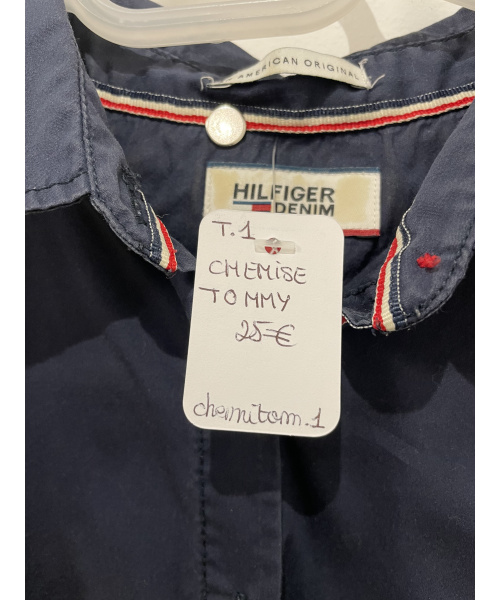 AMERICAN ORIGINAL
HILFIGER
DENIM
T.1
CHEMISE
TOMMY
25€
chemitom.1